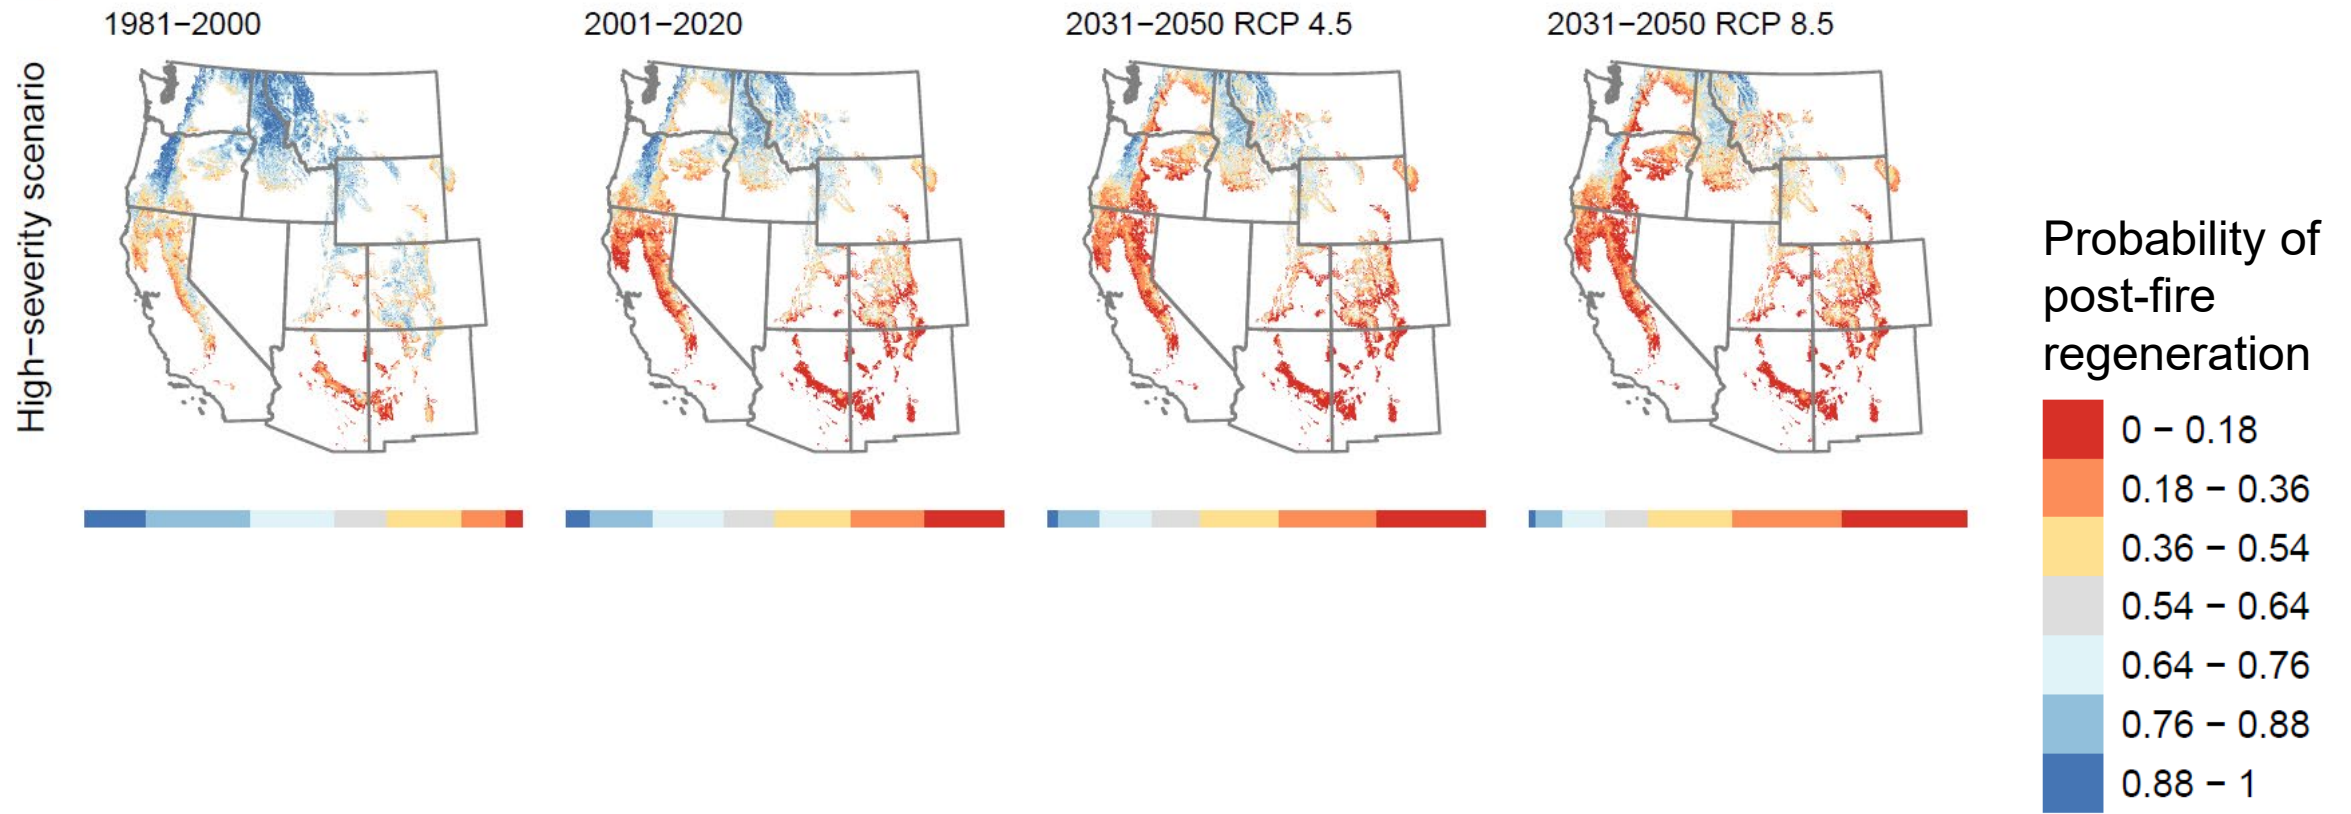 1981−2000
2001−2020
2031−2050 RCP 4.5
2031−2050 RCP 8.5
High−severity scenario
Probability of
post-fire
regeneration
0 − 0.18
0.18 − 0.36
0.36 − 0.54
0.54 − 0.64
0.64 − 0.76
0.76 − 0.88
0.88 − 1